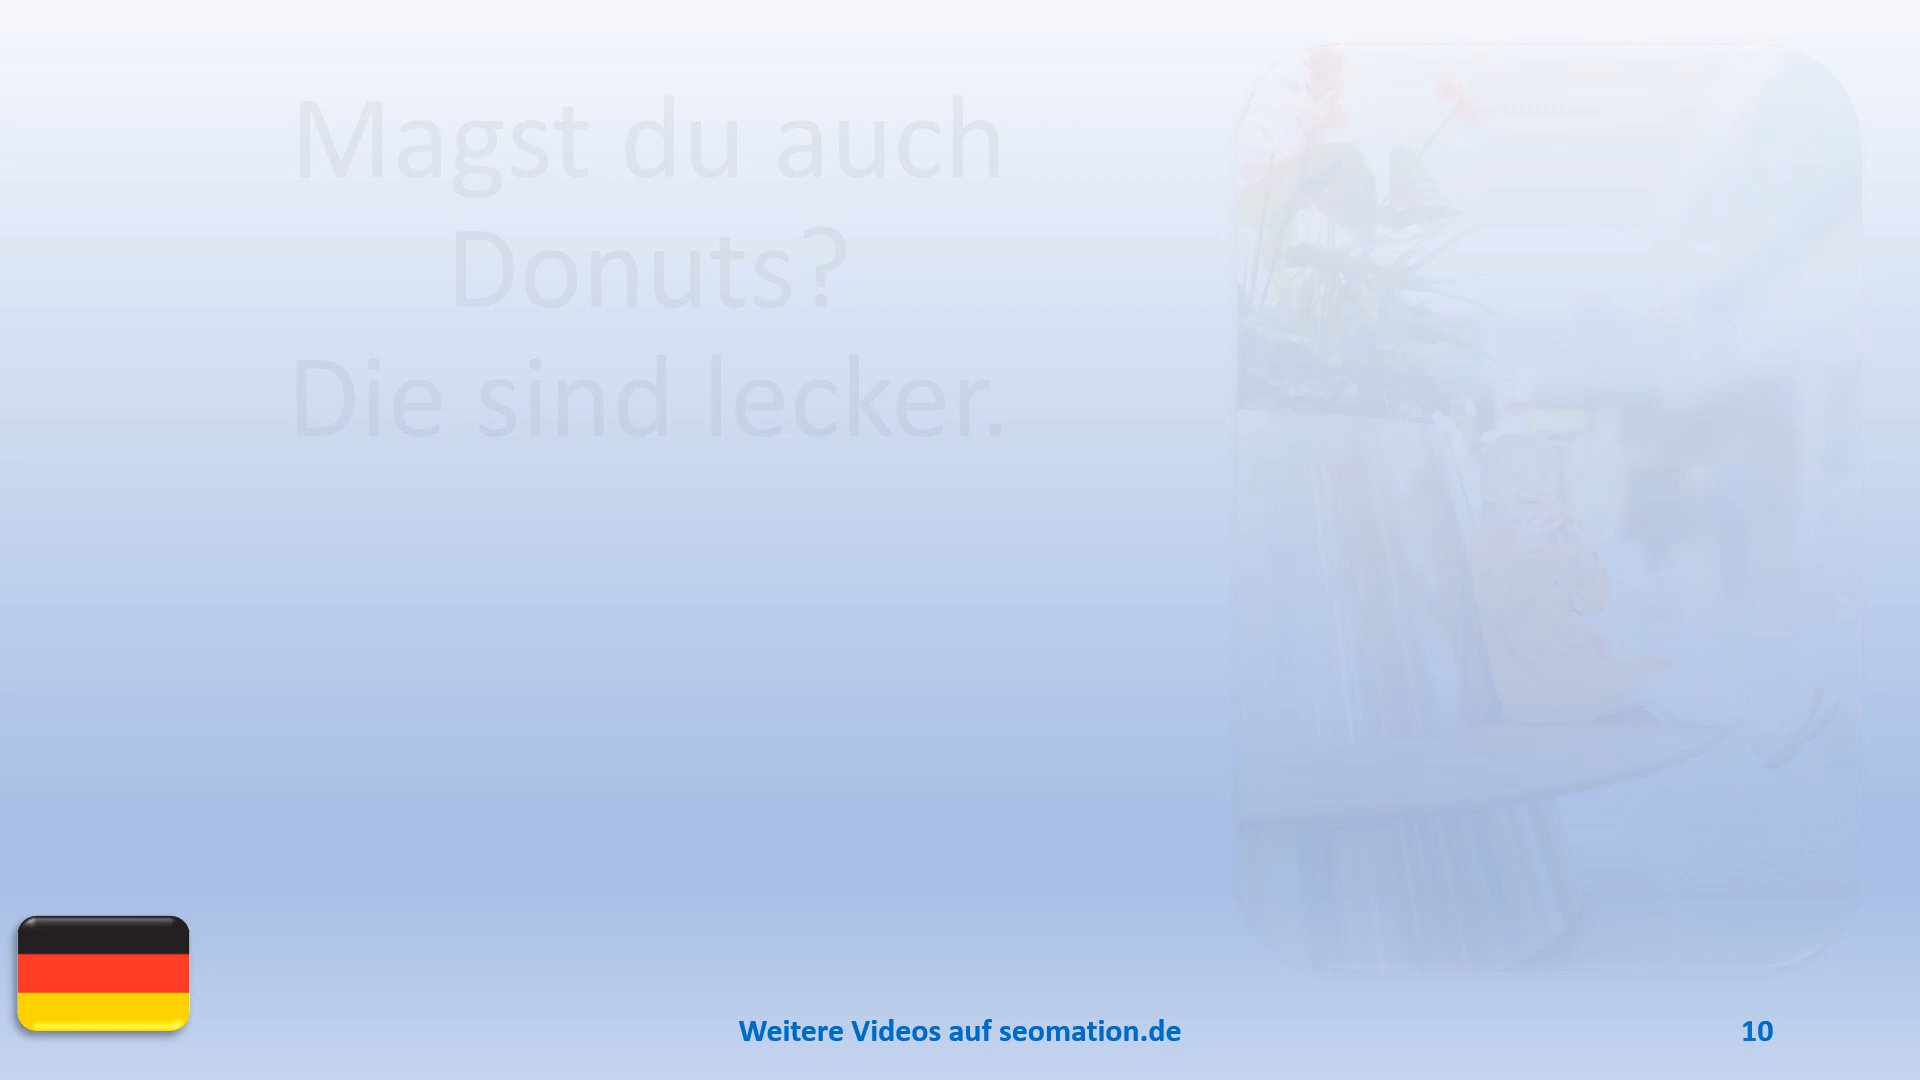 Magst du auch
Donuts?
Die sind lecker.
Weitere Videos auf seomation.de
10